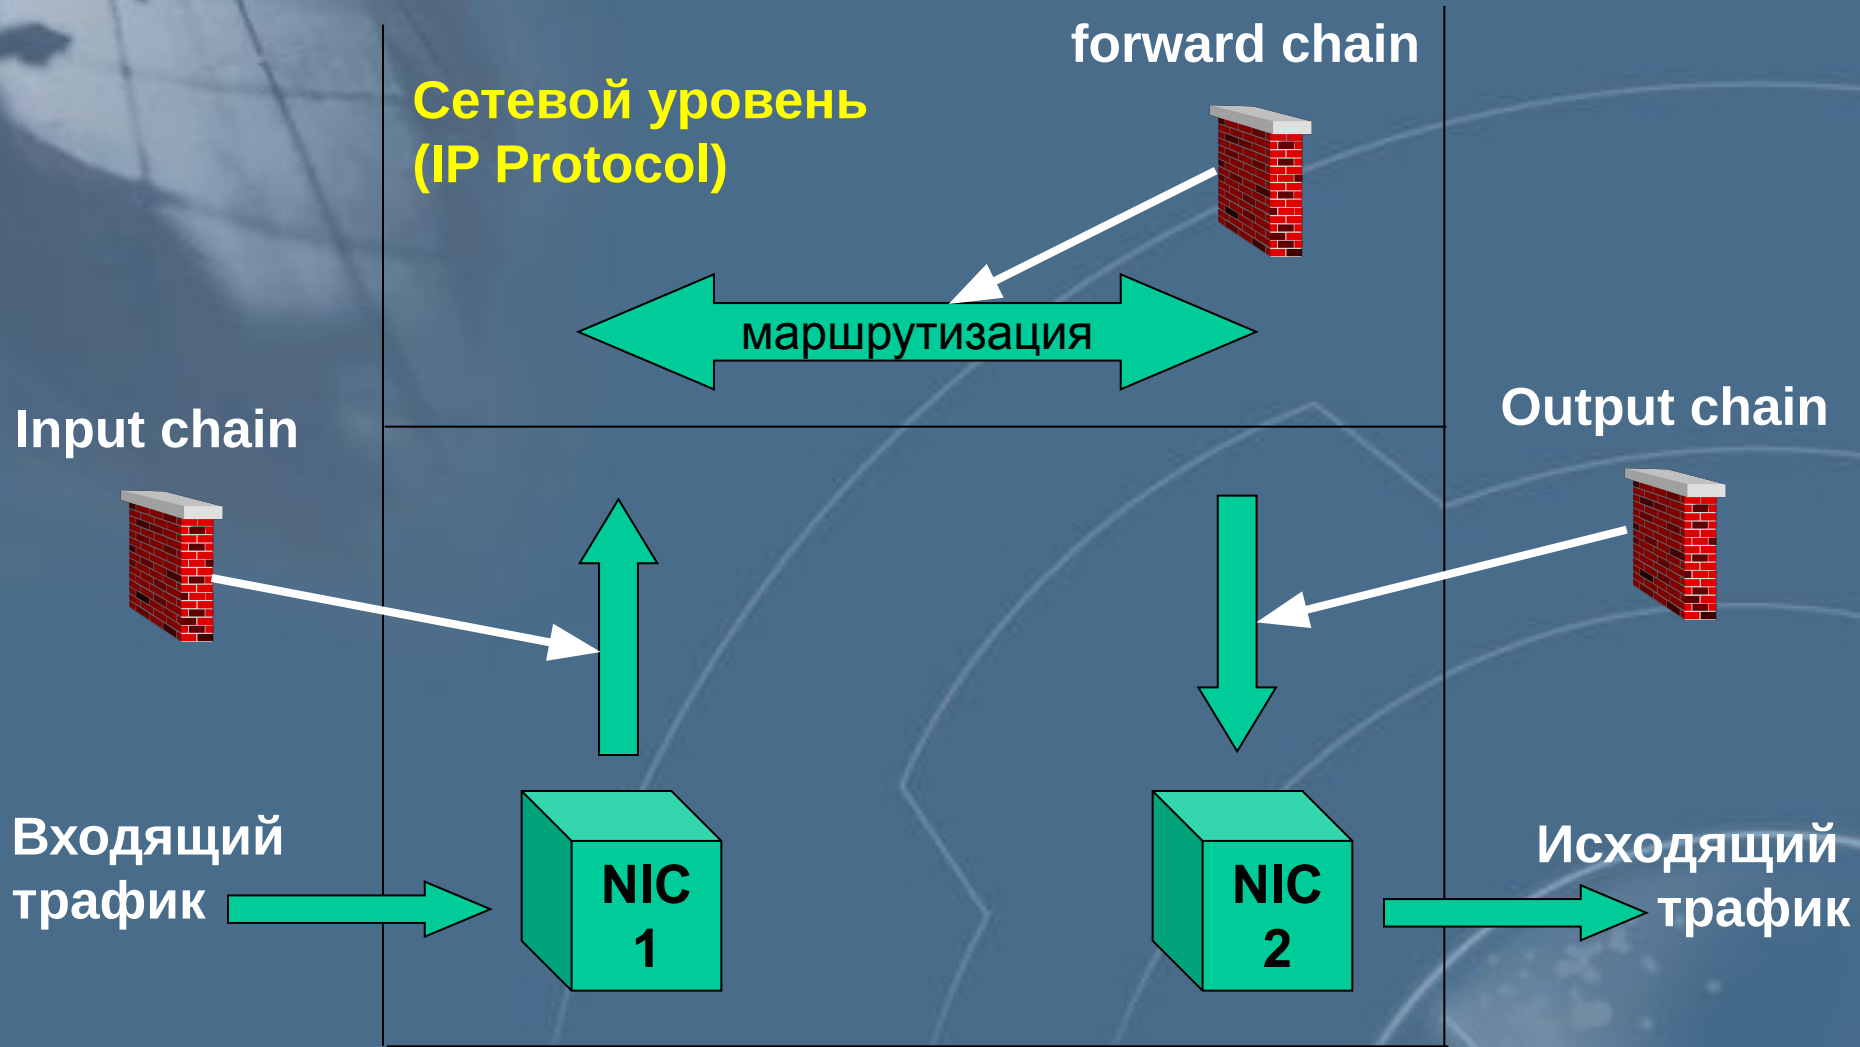 forward chain
Сетевой уровень
(IP Protocol)
маршрутизация
Input chain
Output chain
Входящий
трафик
NIC
1
NIC
2
Исходящий
трафик